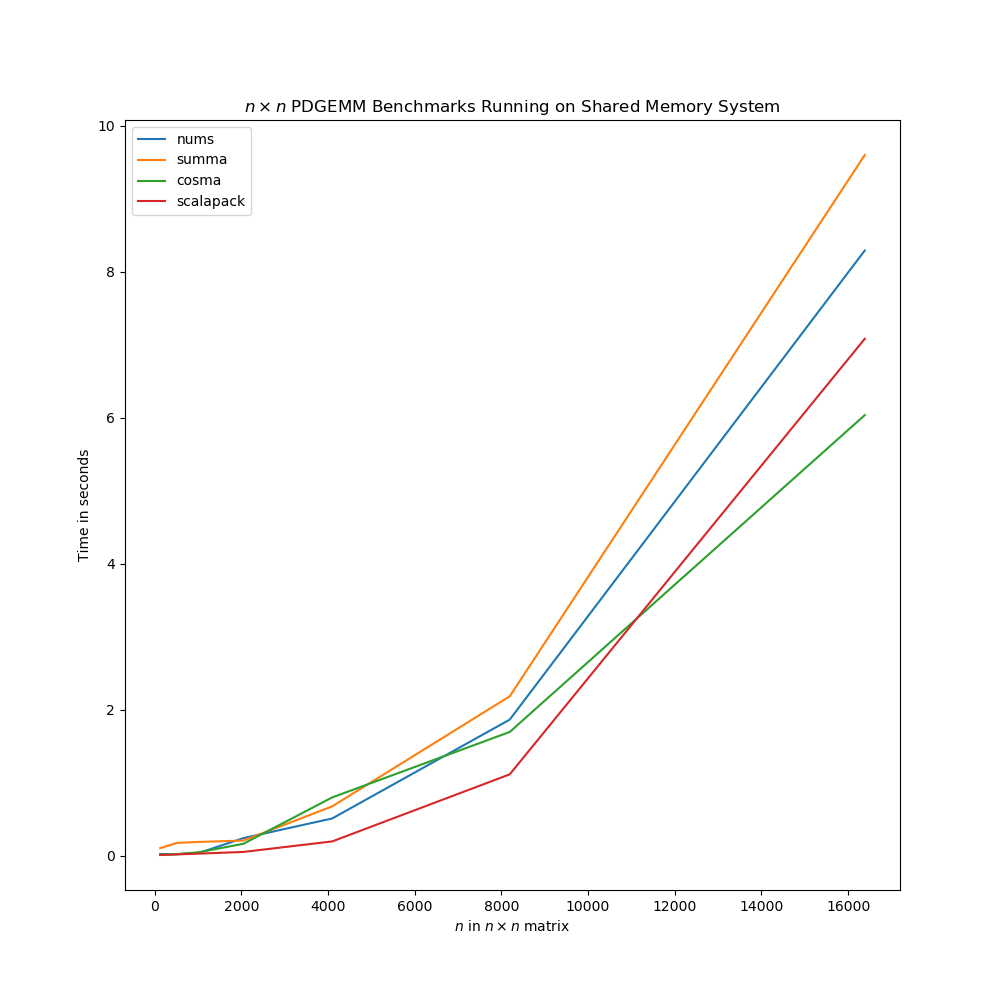 n × n PDGEMM Benchmarks Running on Shared Memory System
nums
summa
cosma
scalapack
10
8
6
4
2
0
Time in seconds
0 2000 4000 6000 8000 10000 12000 14000 16000
n in n × n matrix